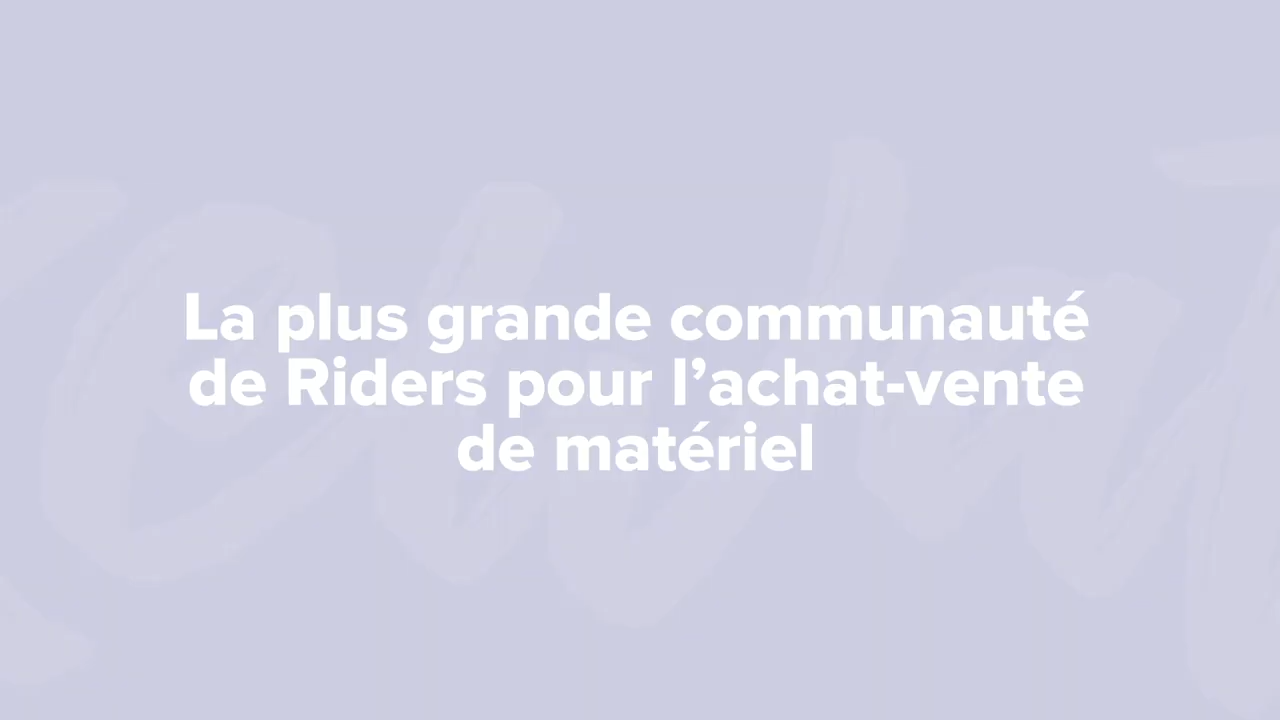 La plus grande communauté
de Riders pour l’achat-vente
de matériel